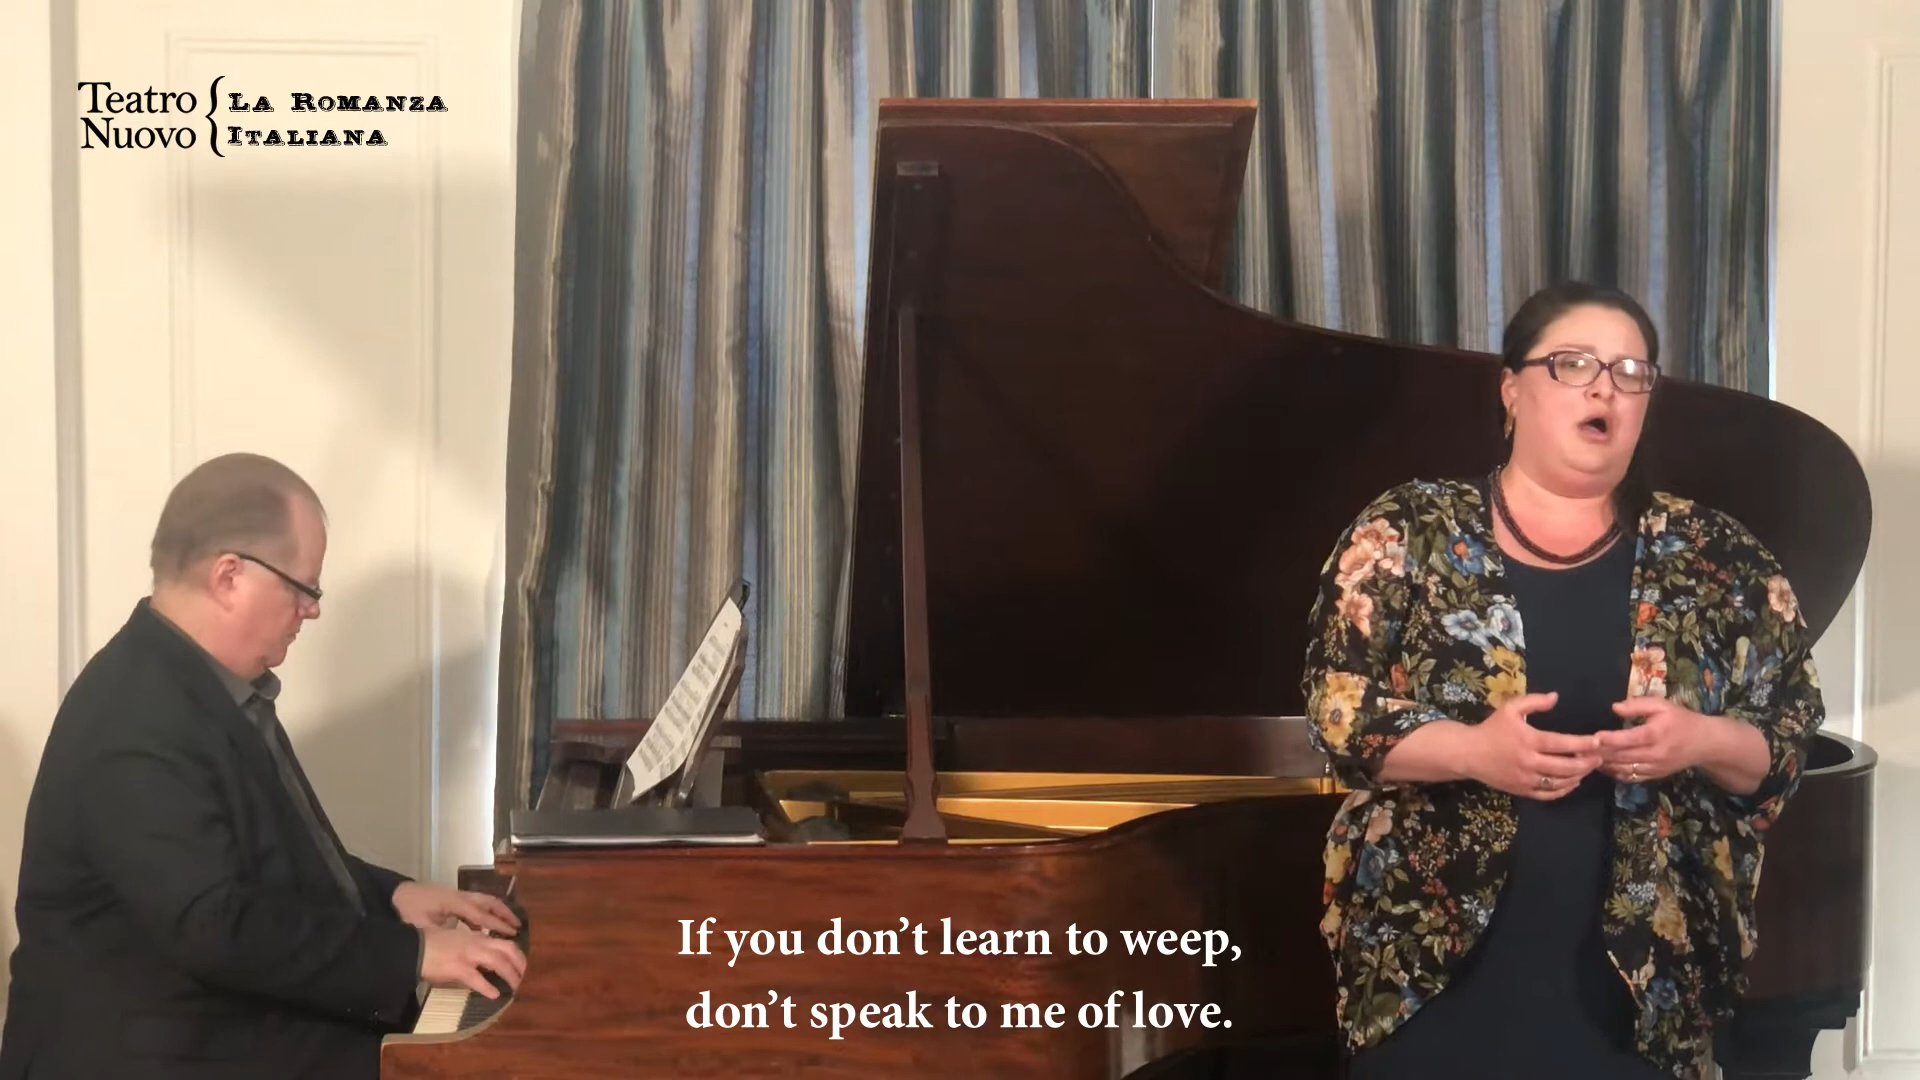 Teatro
Nuovo
La Romanza
Italiana
If you don’t learn to weep,
don’t speak to me of love.